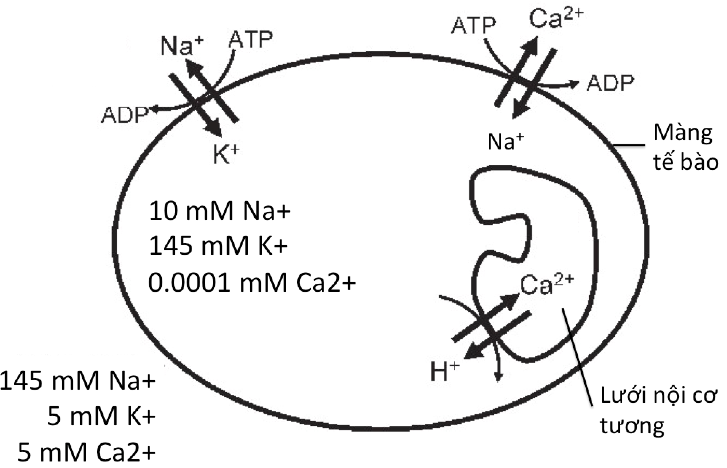 Na⁺
ATP
ADP
K⁺
ATP
Ca²⁺
ADP
Na⁺
Màng
tế bào
10 mM Na+
145 mM K+
0.0001 mM Ca2+
Ca²⁺
H⁺
145 mM Na+
5 mM K+
5 mM Ca2+
Lưới nội cơ
tương